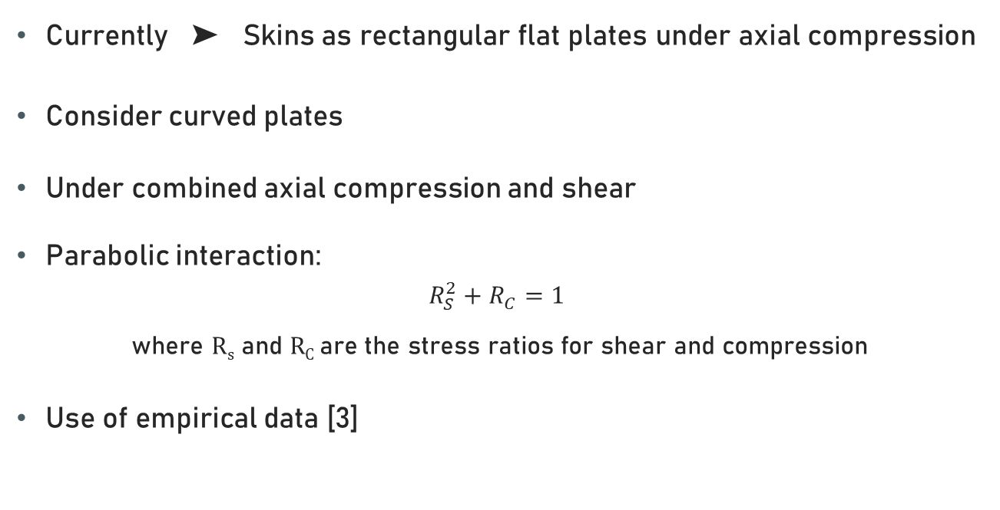 • Currently ➤ Skins as rectangular flat plates under axial compression
• Consider curved plates
• Under combined axial compression and shear
• Parabolic interaction:
R_S^2 + R_C = 1
where R_s and R_C are the stress ratios for shear and compression
• Use of empirical data [3]